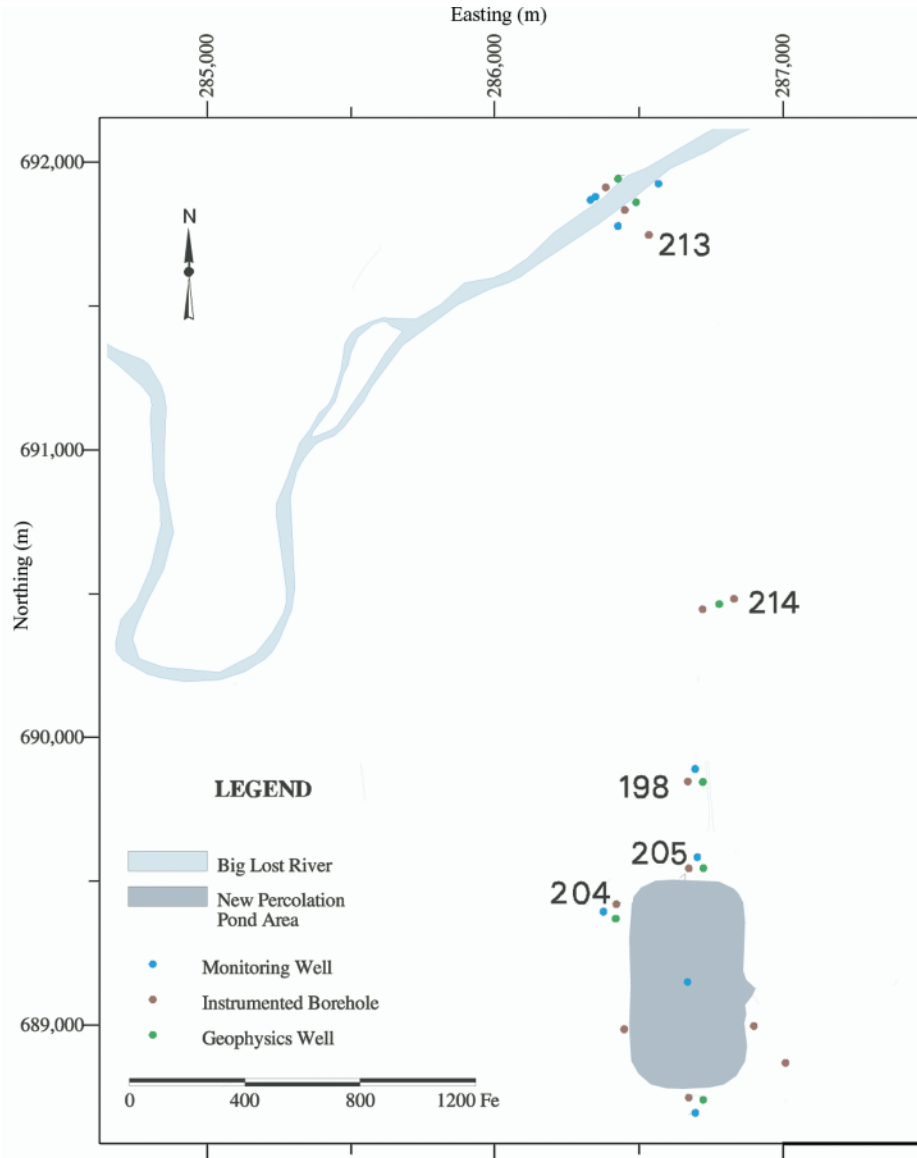 Easting (m)
285,000
286,000
287,000
692,000
N
213
691,000
Northing (m)
214
690,000
198
LEGEND
205
Big Lost River
204
New Percolation
Pond Area
Monitoring Well
689,000
Instrumented Borehole
Geophysics Well
0 400 800 1200 Fe